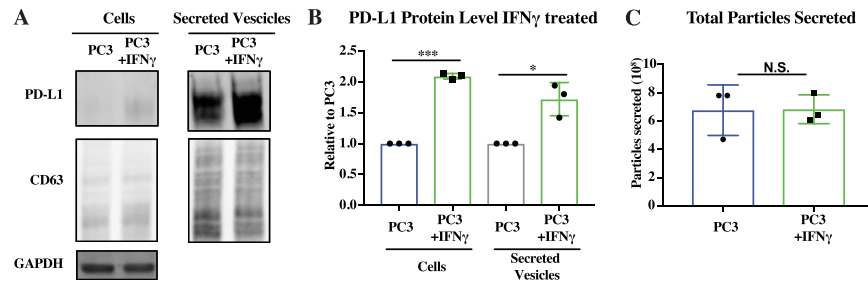 A
Cells
Secreted Vescicles
PC3
PC3
+IFNγ
PC3
PC3
+IFNγ
PD-L1
CD63
GAPDH
B
PD-L1 Protein Level IFNγ treated
Relative to PC3
2.5
2.0
1.5
1.0
0.5
0.0
***
*
PC3
PC3
+IFNγ
PC3
PC3
+IFNγ
Cells
Secreted
Vesicles
C
Total Particles Secreted
Particles secreted (10⁸)
10
8
6
4
2
0
N.S.
PC3
PC3
+IFNγ